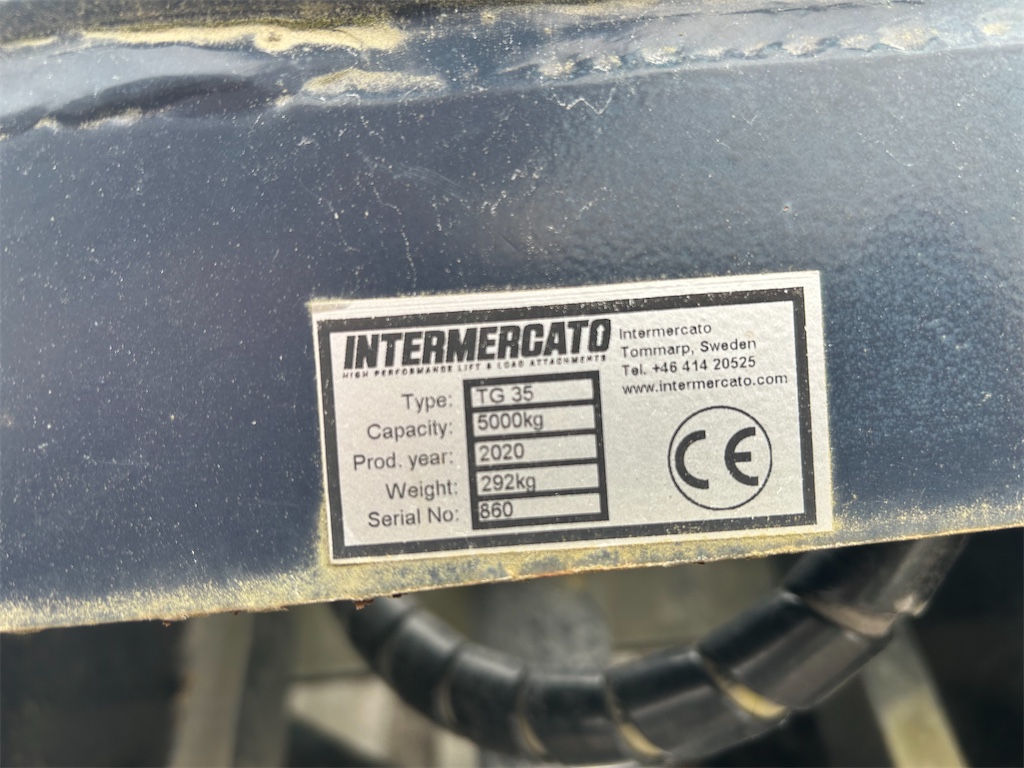 INTERMERCATO
HIGH PERFORMANCE LIFT & LOAD ATTACHMENTS
Intermercato
Tommarp, Sweden
Tel. +46 414 20525
www.intermercato.com
Type: TG 35
Capacity: 5000kg
Prod. year: 2020
Weight: 292kg
Serial No: 860
CE